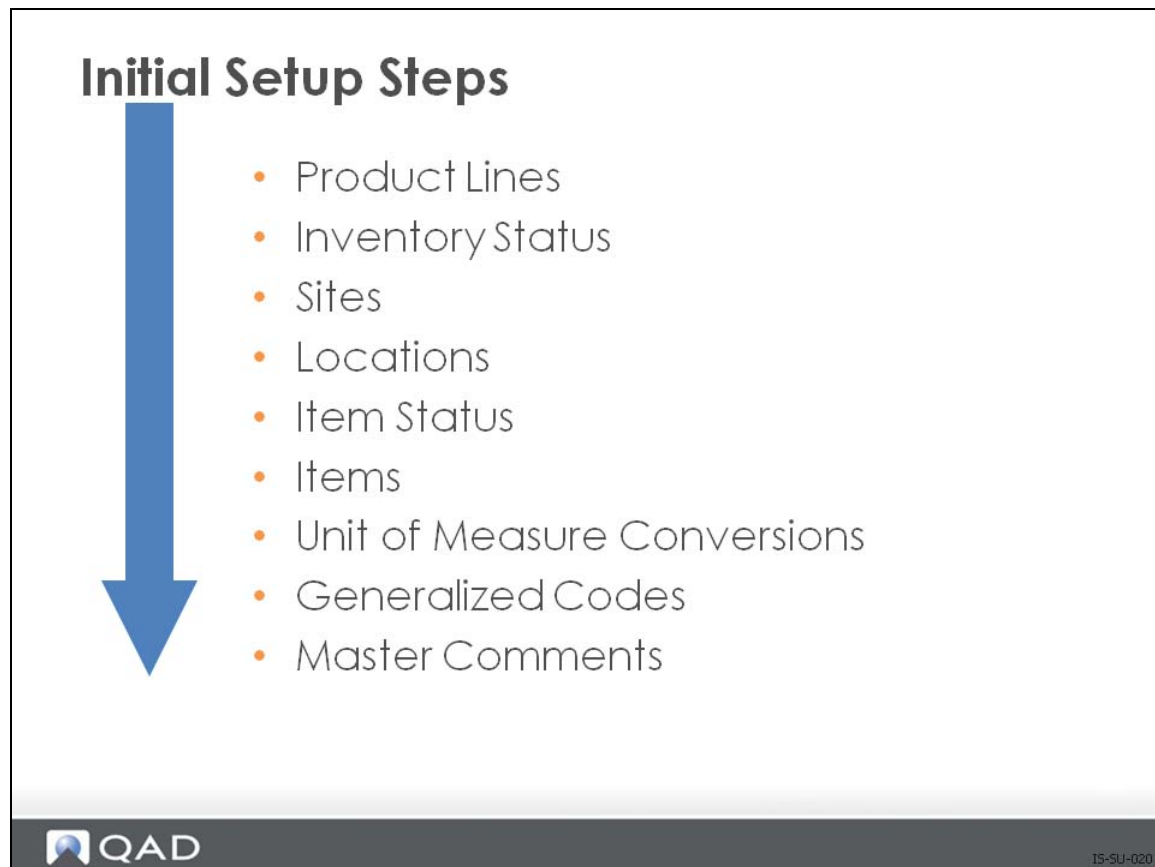 Initial Setup Steps
• Product Lines
• Inventory Status
• Sites
• Locations
• Item Status
• Items
• Unit of Measure Conversions
• Generalized Codes
• Master Comments
QAD
IS-SU-020